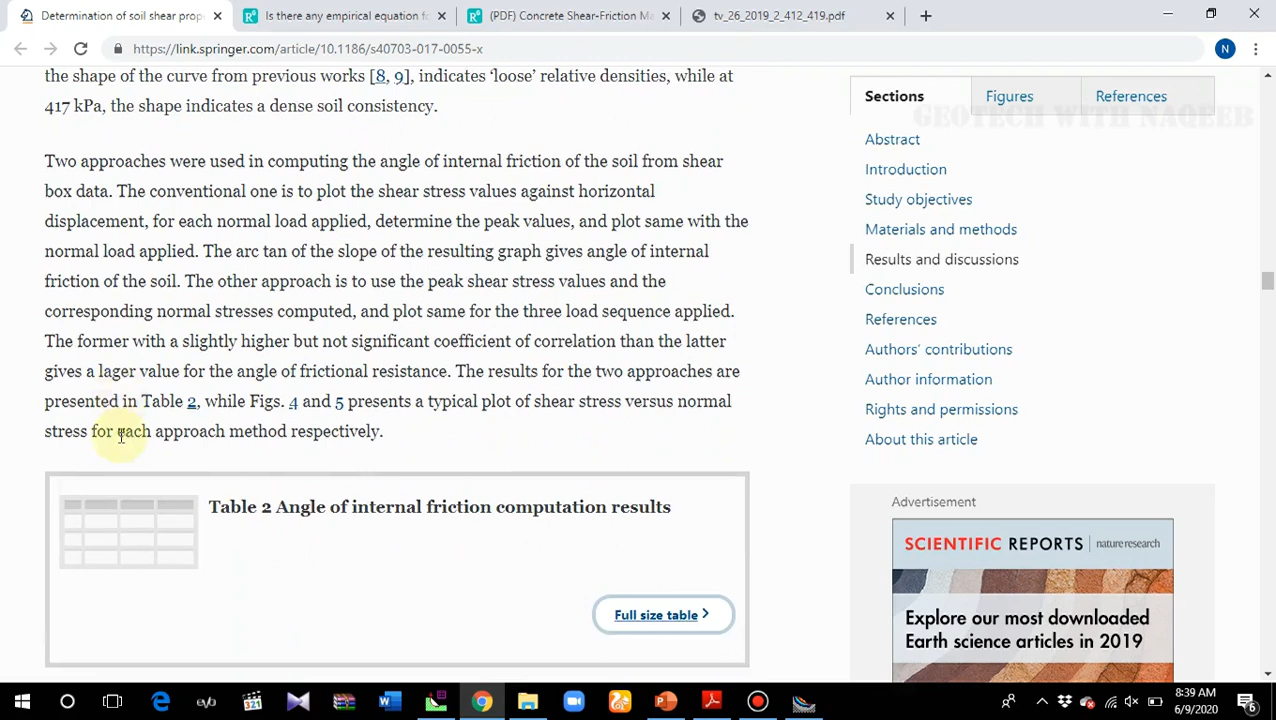 Determination of soil shear prop
Is there any empirical equation fo
(PDF) Concrete Shear-Friction Ma
tv_26_2019_2_412_419.pdf
https://link.springer.com/article/10.1186/s40703-017-0055-x
N
the shape of the curve from previous works [8, 9], indicates ‘loose’ relative densities, while at
417 kPa, the shape indicates a dense soil consistency.
Two approaches were used in computing the angle of internal friction of the soil from shear
box data. The conventional one is to plot the shear stress values against horizontal
displacement, for each normal load applied, determine the peak values, and plot same with the
normal load applied. The arc tan of the slope of the resulting graph gives angle of internal
friction of the soil. The other approach is to use the peak shear stress values and the
corresponding normal stresses computed, and plot same for the three load sequence applied.
The former with a slightly higher but not significant coefficient of correlation than the latter
gives a lager value for the angle of frictional resistance. The results for the two approaches are
presented in Table 2, while Figs. 4 and 5 presents a typical plot of shear stress versus normal
stress for each approach method respectively.
Table 2 Angle of internal friction computation results
Full size table
Sections
Figures
References
GEOTECH WITH NAQEEB
Abstract
Introduction
Study objectives
Materials and methods
Results and discussions
Conclusions
References
Authors’ contributions
Author information
Rights and permissions
About this article
Advertisement
SCIENTIFIC REPORTS | natureresearch
Explore our most downloaded
Earth science articles in 2019
321
8:39 AM
6/9/2020
6